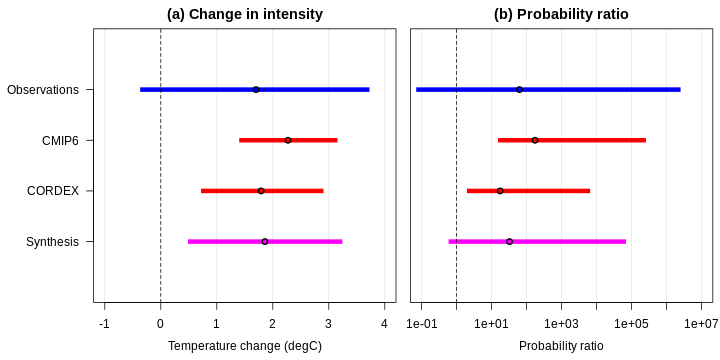 (a) Change in intensity
(b) Probability ratio
Observations
CMIP6
CORDEX
Synthesis
-1 0 1 2 3 4
1e-01 1e+01 1e+03 1e+05 1e+07
Temperature change (degC)
Probability ratio